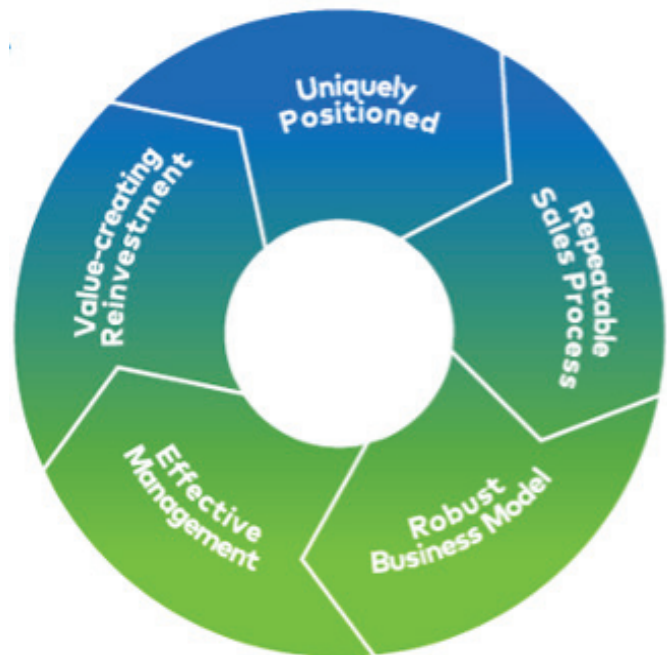 Uniquely
Positioned
Repeatable
Sales Process
Robust
Business Model
Effective
Management
Value-creating
Reinvestment